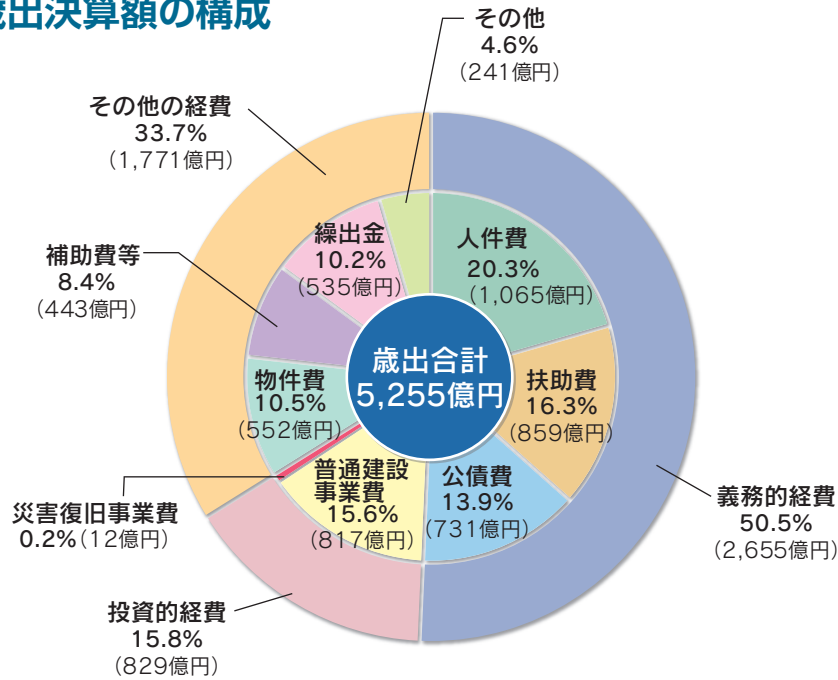 出決算額の構成
その他
4.6%
(241億円)
その他の経費
33.7%
(1,771億円)
補助費等
8.4%
(443億円)
繰出金
10.2%
(535億円)
人件費
20.3%
(1,065億円)
歳出合計
5,255億円
扶助費
16.3%
(859億円)
物件費
10.5%
(552億円)
普通建設
事業費
15.6%
(817億円)
公債費
13.9%
(731億円)
災害復旧事業費
0.2%(12億円)
義務的経費
50.5%
(2,655億円)
投資的経費
15.8%
(829億円)